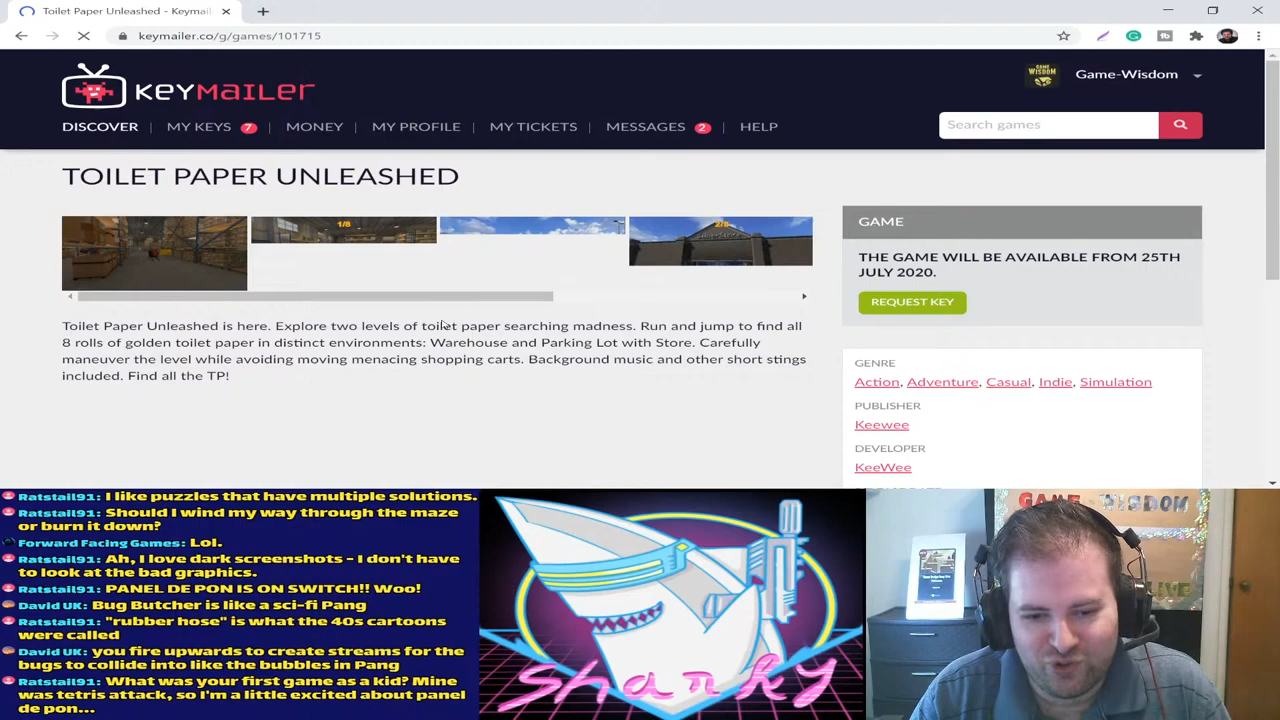 Toilet Paper Unleashed - Keymail
keymailer.co/g/games/101715
KEYMAILER
GAME WISDOM
Game-Wisdom
DISCOVER | MY KEYS 7 | MONEY | MY PROFILE | MY TICKETS | MESSAGES 2 | HELP
Search games
TOILET PAPER UNLEASHED
1/8
2/8
GAME
THE GAME WILL BE AVAILABLE FROM 25TH
JULY 2020.
REQUEST KEY
Toilet Paper Unleashed is here. Explore two levels of toilet paper searching madness. Run and jump to find all
8 rolls of golden toilet paper in distinct environments: Warehouse and Parking Lot with Store. Carefully
maneuver the level while avoiding moving menacing shopping carts. Background music and other short stings
included. Find all the TP!
GENRE
Action, Adventure, Casual, Indie, Simulation
PUBLISHER
Keewee
DEVELOPER
KeeWee
Ratstail91: I like puzzles that have multiple solutions.
Ratstail91: Should I wind my way through the maze
or burn it down?
Forward Facing Games: Lol.
Ratstail91: Ah, I love dark screenshots - I don't have
to look at the bad graphics.
Ratstail91: PANEL DE PON IS ON SWITCH!! Woo!
David UK: Bug Butcher is like a sci-fi Pang
Ratstail91: "rubber hose" is what the 40s cartoons
were called
David UK: you fire upwards to create streams for the
bugs to collide into like the bubbles in Pang
Ratstail91: What was your first game as a kid? Mine
was tetris attack, so I'm a little excited about panel
de pon...
Sharky
GAME WISDOM
LIVE